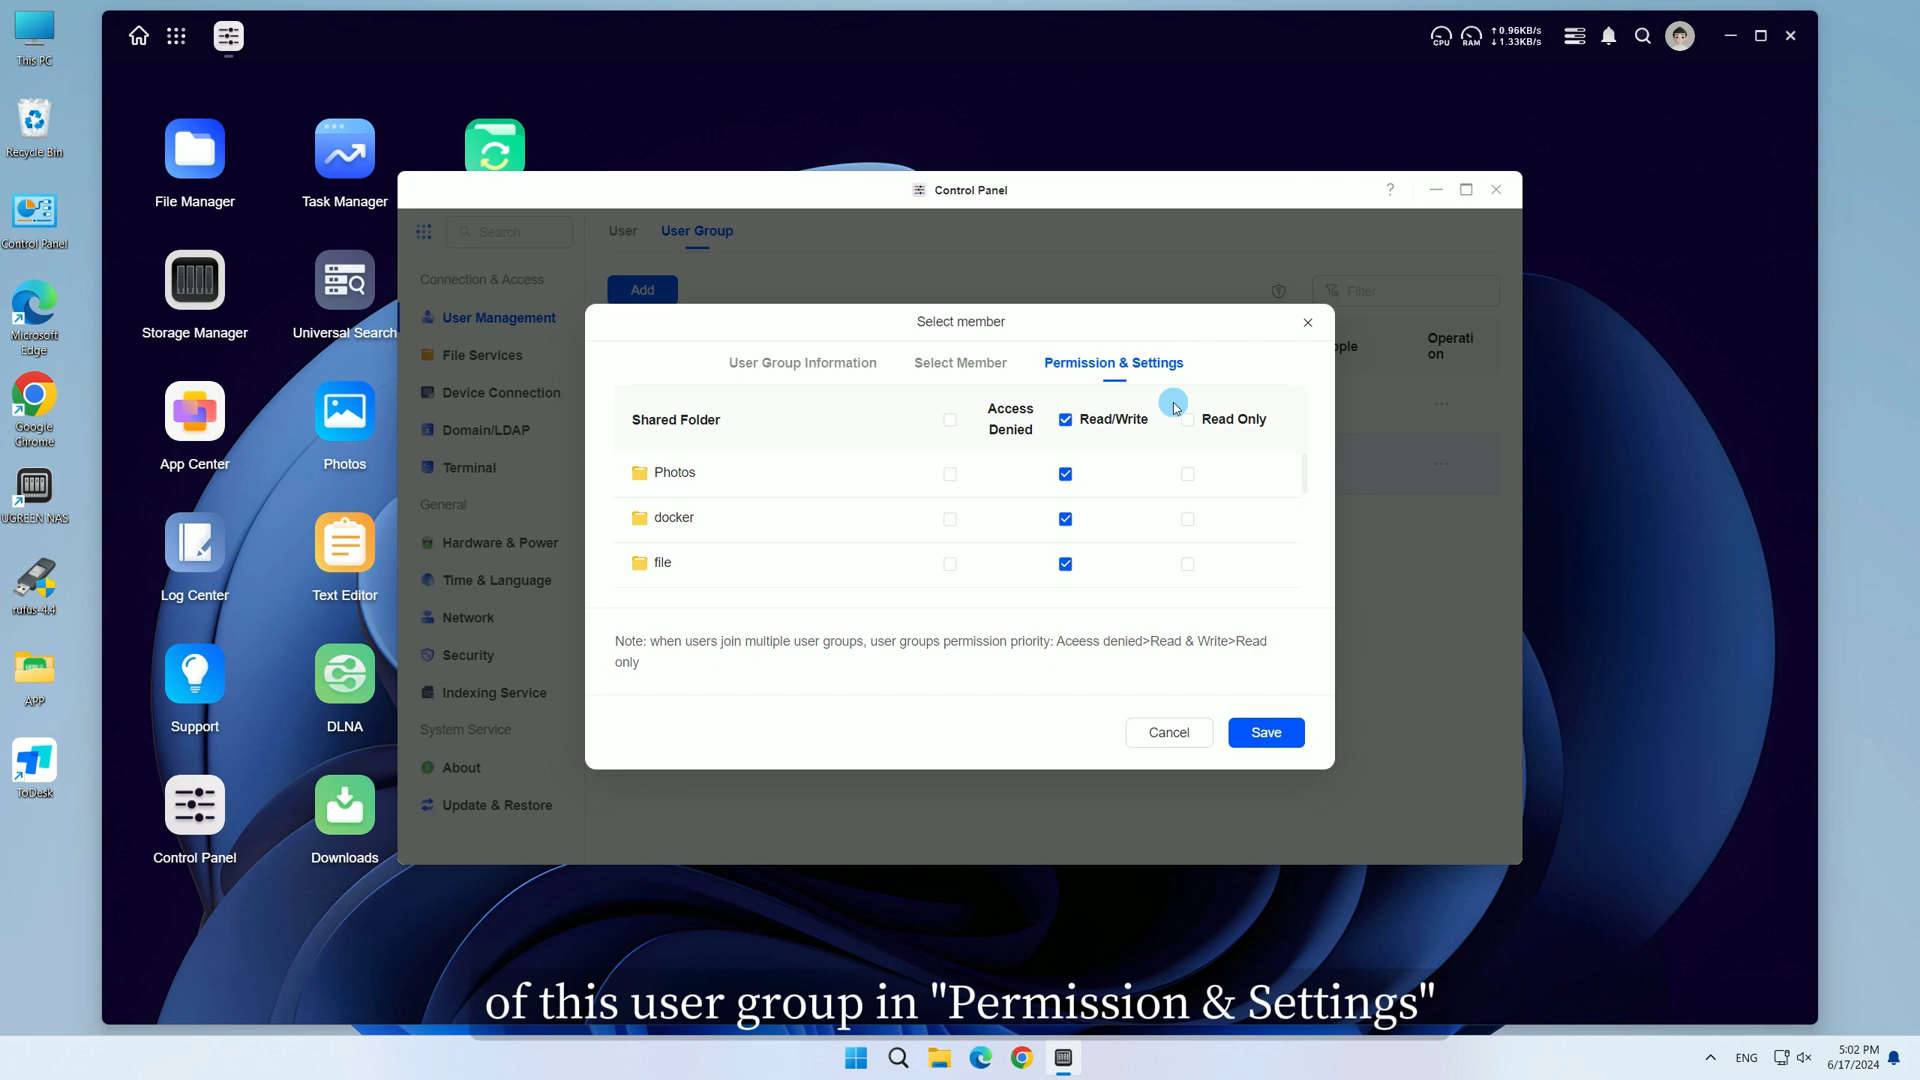 This PC
Recycle Bin
Control Panel
Microsoft
Edge
Google
Chrome
UGREEN NAS
rufus-4.4
APP
ToDesk
CPU
RAM
↑ 0.96KB/s
↓ 1.33KB/s
File Manager
Task Manager
Storage Manager
Universal Search
App Center
Photos
Log Center
Text Editor
Support
DLNA
Control Panel
Downloads
Control Panel
?
Search
User
User Group
Connection & Access
User Management
File Services
Device Connection
Domain/LDAP
Terminal
General
Hardware & Power
Time & Language
Network
Security
Indexing Service
System Service
About
Update & Restore
Add
Filter
ople
Operati
on
...
...
Select member
User Group Information
Select Member
Permission & Settings
Shared Folder
Access
Denied
Read/Write
Read Only
Photos
docker
file
Note: when users join multiple user groups, user groups permission priority: Aceess denied>Read & Write>Read
only
Cancel
Save
of this user group in "Permission & Settings"
ENG
5:02 PM
6/17/2024